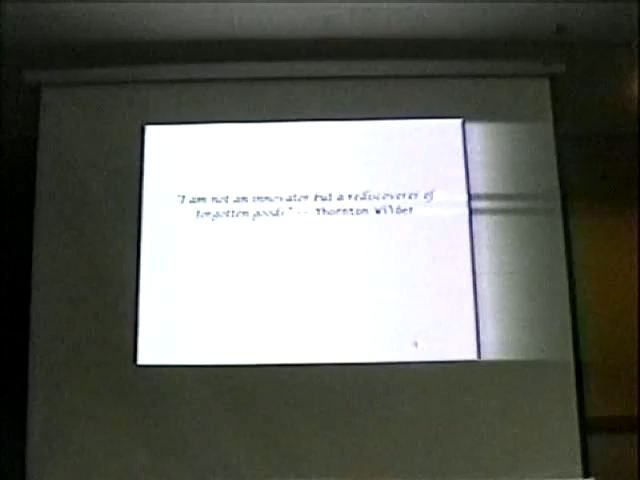 "I am not an innovator but a rediscoverer of
forgotten goods" -- Thornton Wilder